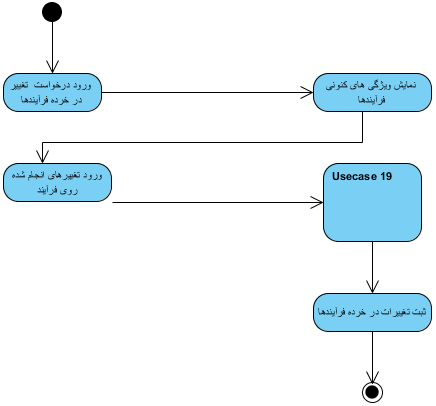 ورود درخواست تغییر
در خرده فرآیندها
نمایش ویژگی های کنونی
فرآیندها
ورود تغییرهای انجام شده
روی فرآیند
Usecase 19
ثبت تغییرات در خرده فرآیندها